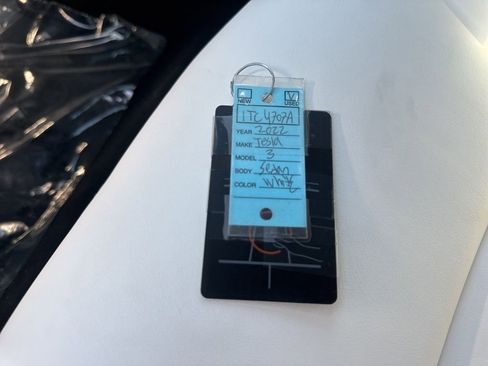 NEW USED
1TC4707A
YEAR 2022
MAKE Tesla
MODEL 3
BODY Sedan
COLOR White